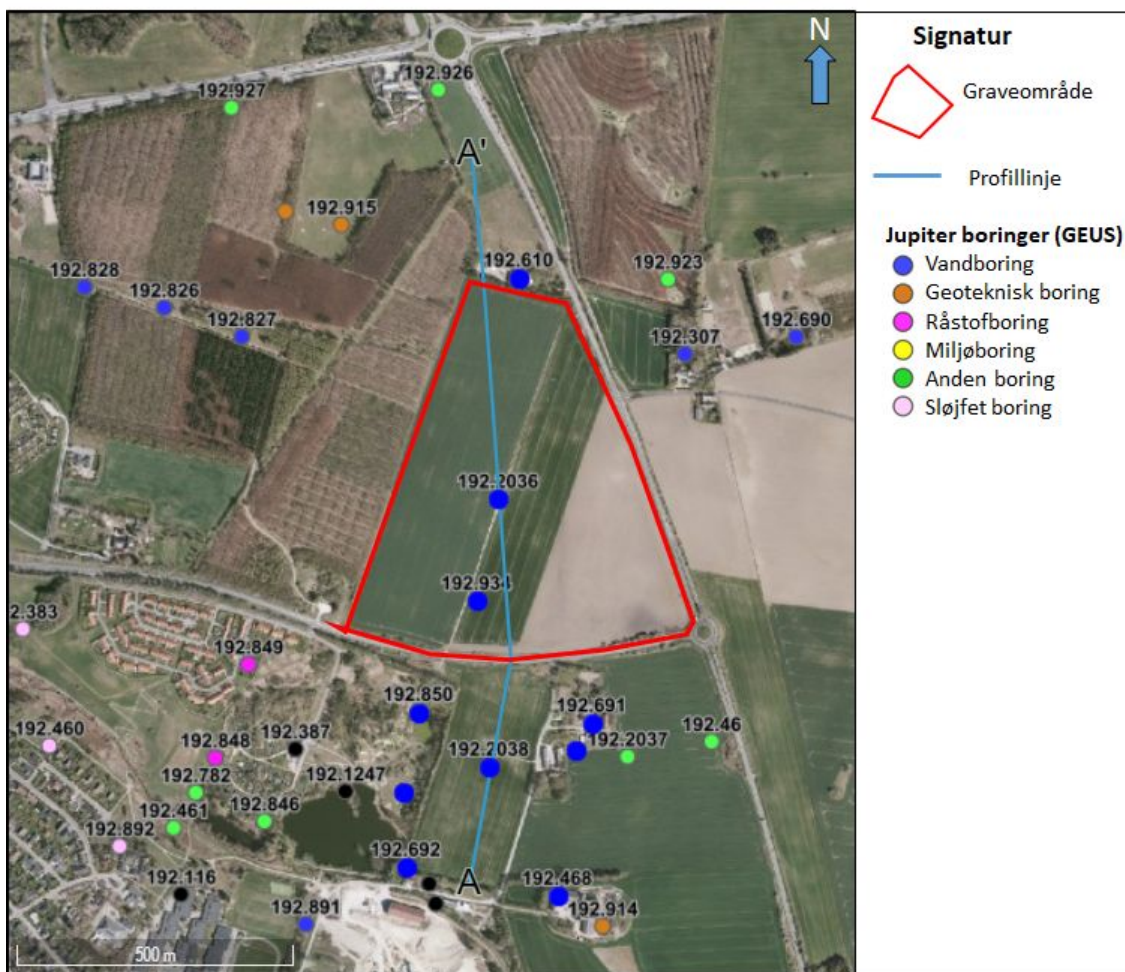 N
192.926
192.927
A'
192.915
192.610
192.923
192.828
192.826
192.827
192.307
192.690
192.2036
192.934
2.383
192.849
192.850
192.691
192.46
192.460
192.387
192.848
192.2038
192.2037
192.782
192.1247
192.461
192.846
192.892
192.692
A
192.116
192.468
192.891
192.914
500 m
Signatur
Graveområde
Profillinje
Jupiter boringer (GEUS)
Vandboring
Geoteknisk boring
Råstofboring
Miljøboring
Anden boring
Sløjfet boring